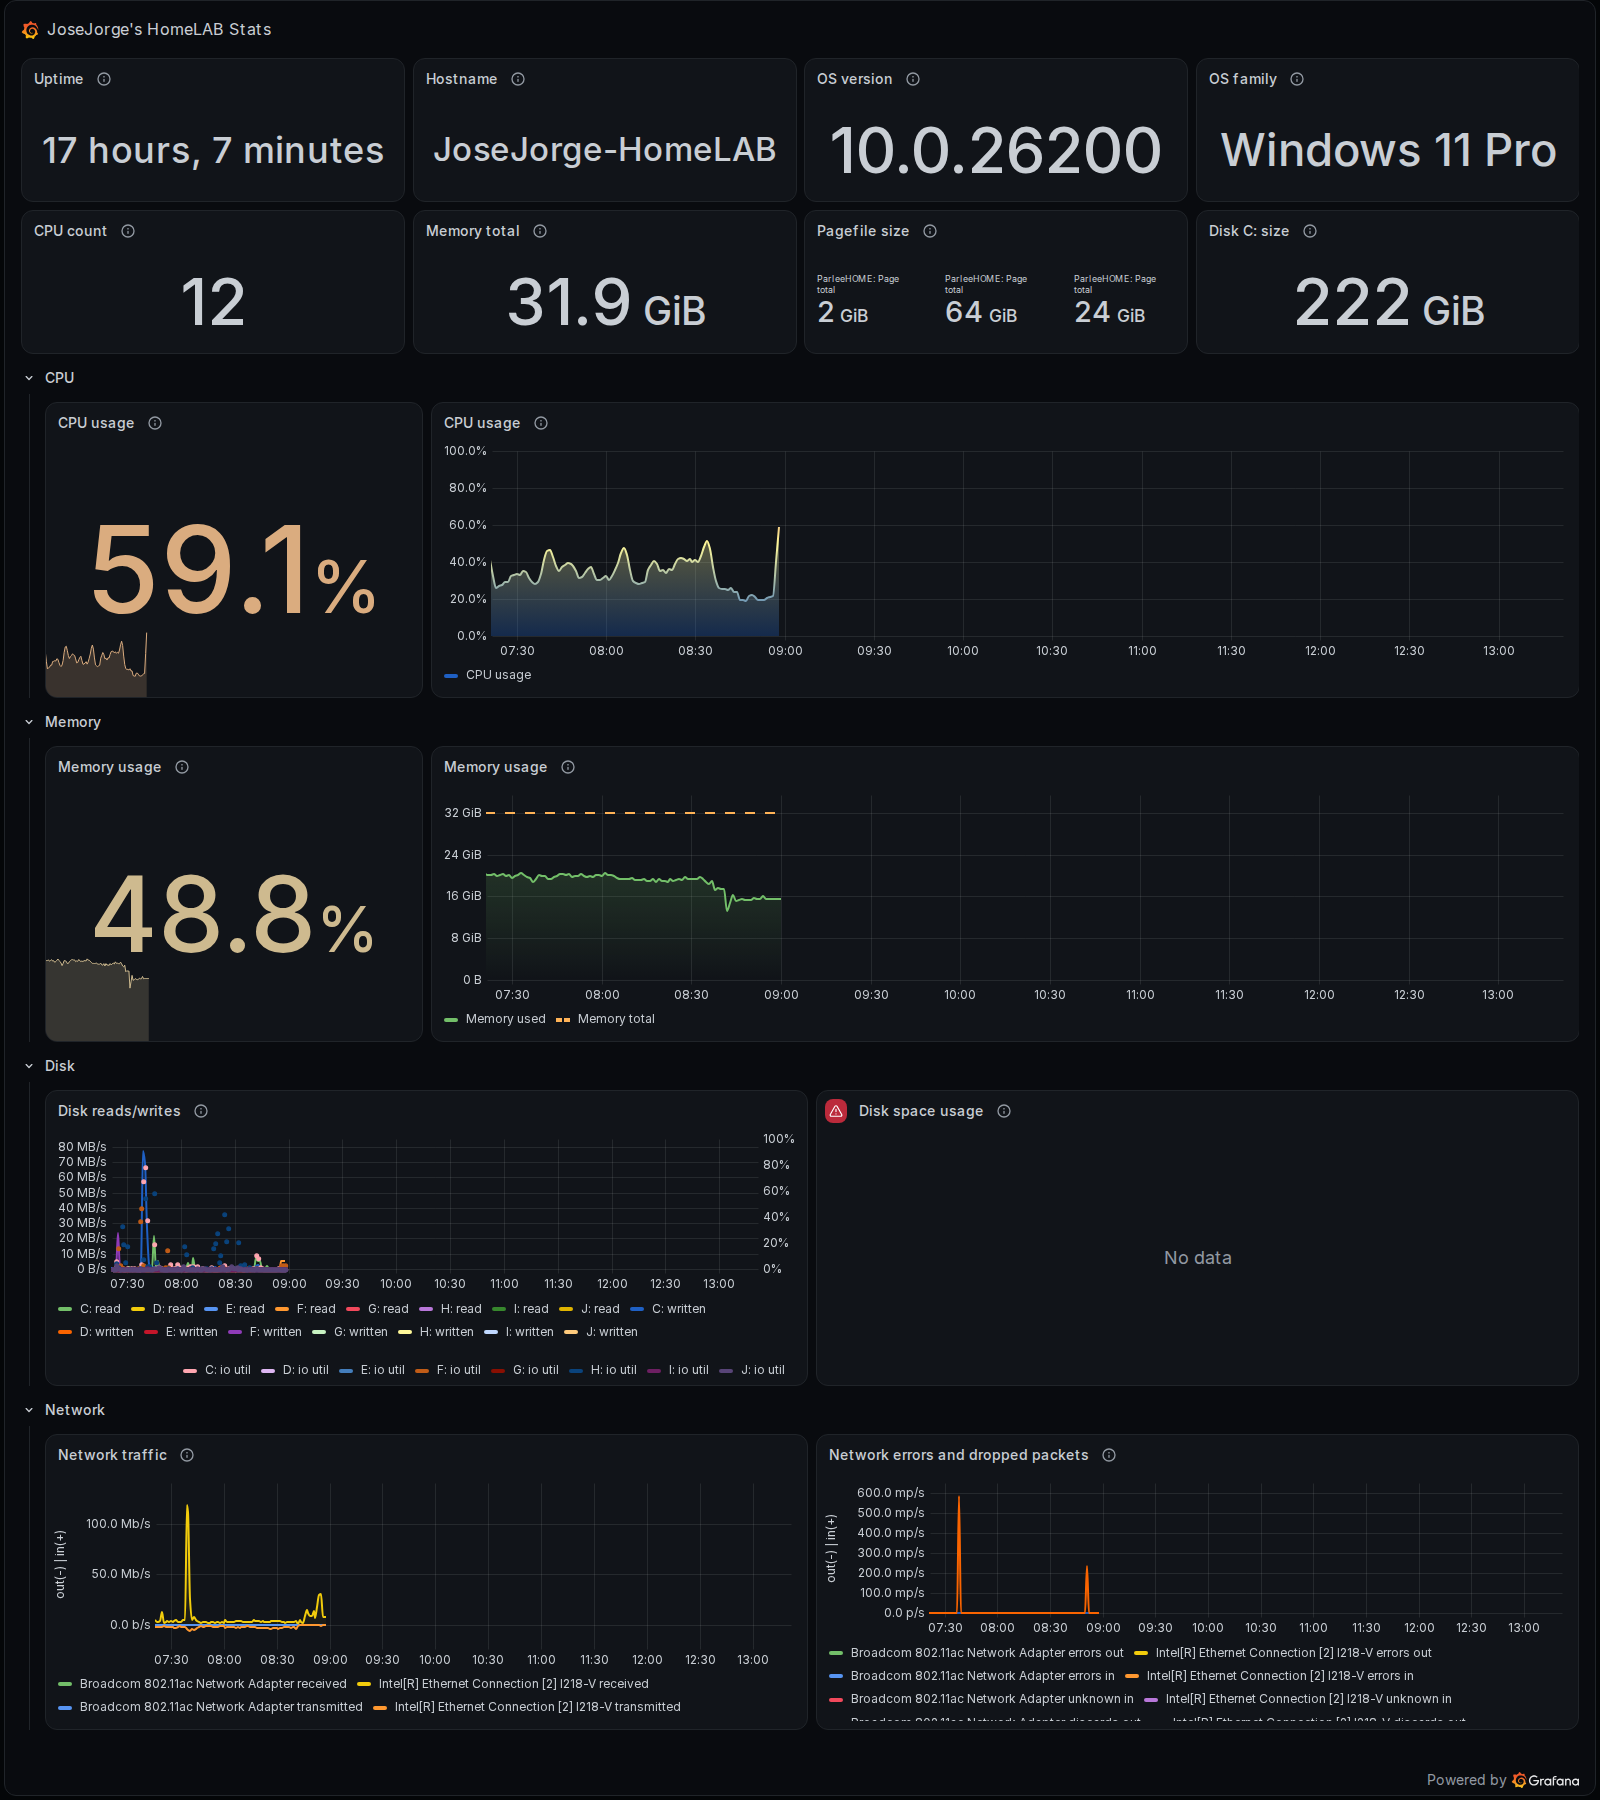 JoseJorge's HomeLAB Stats
Uptime
17 hours, 7 minutes
Hostname
JoseJorge-HomeLAB
OS version
10.0.26200
OS family
Windows 11 Pro
CPU count
12
Memory total
31.9 GiB
Pagefile size
ParleeHOME: Page total
2 GiB
ParleeHOME: Page total
64 GiB
ParleeHOME: Page total
24 GiB
Disk C: size
222 GiB
CPU
CPU usage
59.1%
CPU usage
100.0%
80.0%
60.0%
40.0%
20.0%
0.0%
07:30 08:00 08:30 09:00 09:30 10:00 10:30 11:00 11:30 12:00 12:30 13:00
CPU usage
Memory
Memory usage
48.8%
Memory usage
32 GiB
24 GiB
16 GiB
8 GiB
0 B
07:30 08:00 08:30 09:00 09:30 10:00 10:30 11:00 11:30 12:00 12:30 13:00
Memory used Memory total
Disk
Disk reads/writes
80 MB/s
70 MB/s
60 MB/s
50 MB/s
40 MB/s
30 MB/s
20 MB/s
10 MB/s
0 B/s
100%
80%
60%
40%
20%
0%
07:30 08:00 08:30 09:00 09:30 10:00 10:30 11:00 11:30 12:00 12:30 13:00
C: read D: read E: read F: read G: read H: read I: read J: read C: written
D: written E: written F: written G: written H: written I: written J: written
C: io util D: io util E: io util F: io util G: io util H: io util I: io util J: io util
Disk space usage
No data
Network
Network traffic
out(-) | in(+)
100.0 Mb/s
50.0 Mb/s
0.0 b/s
07:30 08:00 08:30 09:00 09:30 10:00 10:30 11:00 11:30 12:00 12:30 13:00
Broadcom 802.11ac Network Adapter received Intel[R] Ethernet Connection [2] I218-V received
Broadcom 802.11ac Network Adapter transmitted Intel[R] Ethernet Connection [2] I218-V transmitted
Network errors and dropped packets
out(-) | in(+)
600.0 mp/s
500.0 mp/s
400.0 mp/s
300.0 mp/s
200.0 mp/s
100.0 mp/s
0.0 p/s
07:30 08:00 08:30 09:00 09:30 10:00 10:30 11:00 11:30 12:00 12:30 13:00
Broadcom 802.11ac Network Adapter errors out Intel[R] Ethernet Connection [2] I218-V errors out
Broadcom 802.11ac Network Adapter errors in Intel[R] Ethernet Connection [2] I218-V errors in
Broadcom 802.11ac Network Adapter unknown in Intel[R] Ethernet Connection [2] I218-V unknown in
Broadcom 802.11ac Network Adapter discards out Intel[R] Ethernet Connection [2] I218-V discards out
Powered by Grafana